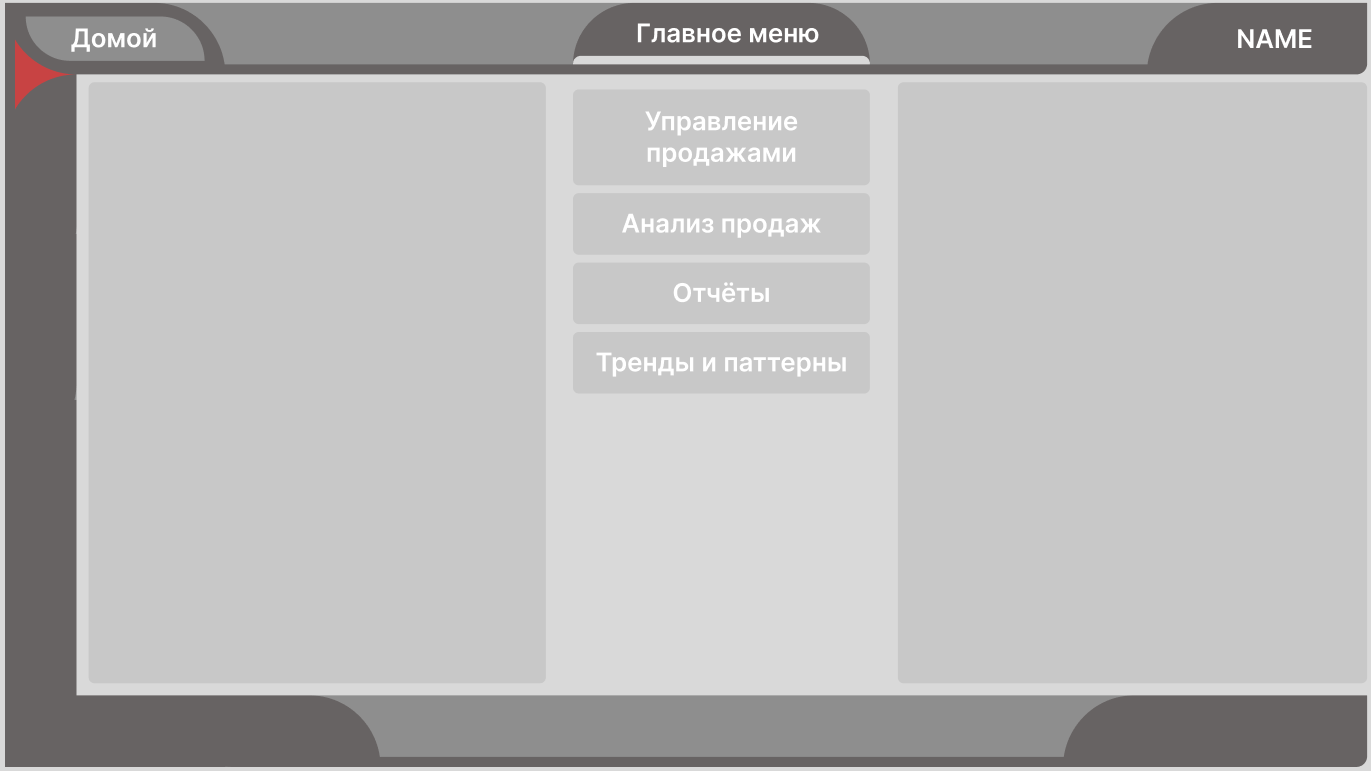 Домой
Главное меню
NAME
Управление
продажами
Анализ продаж
Отчёты
Тренды и паттерны